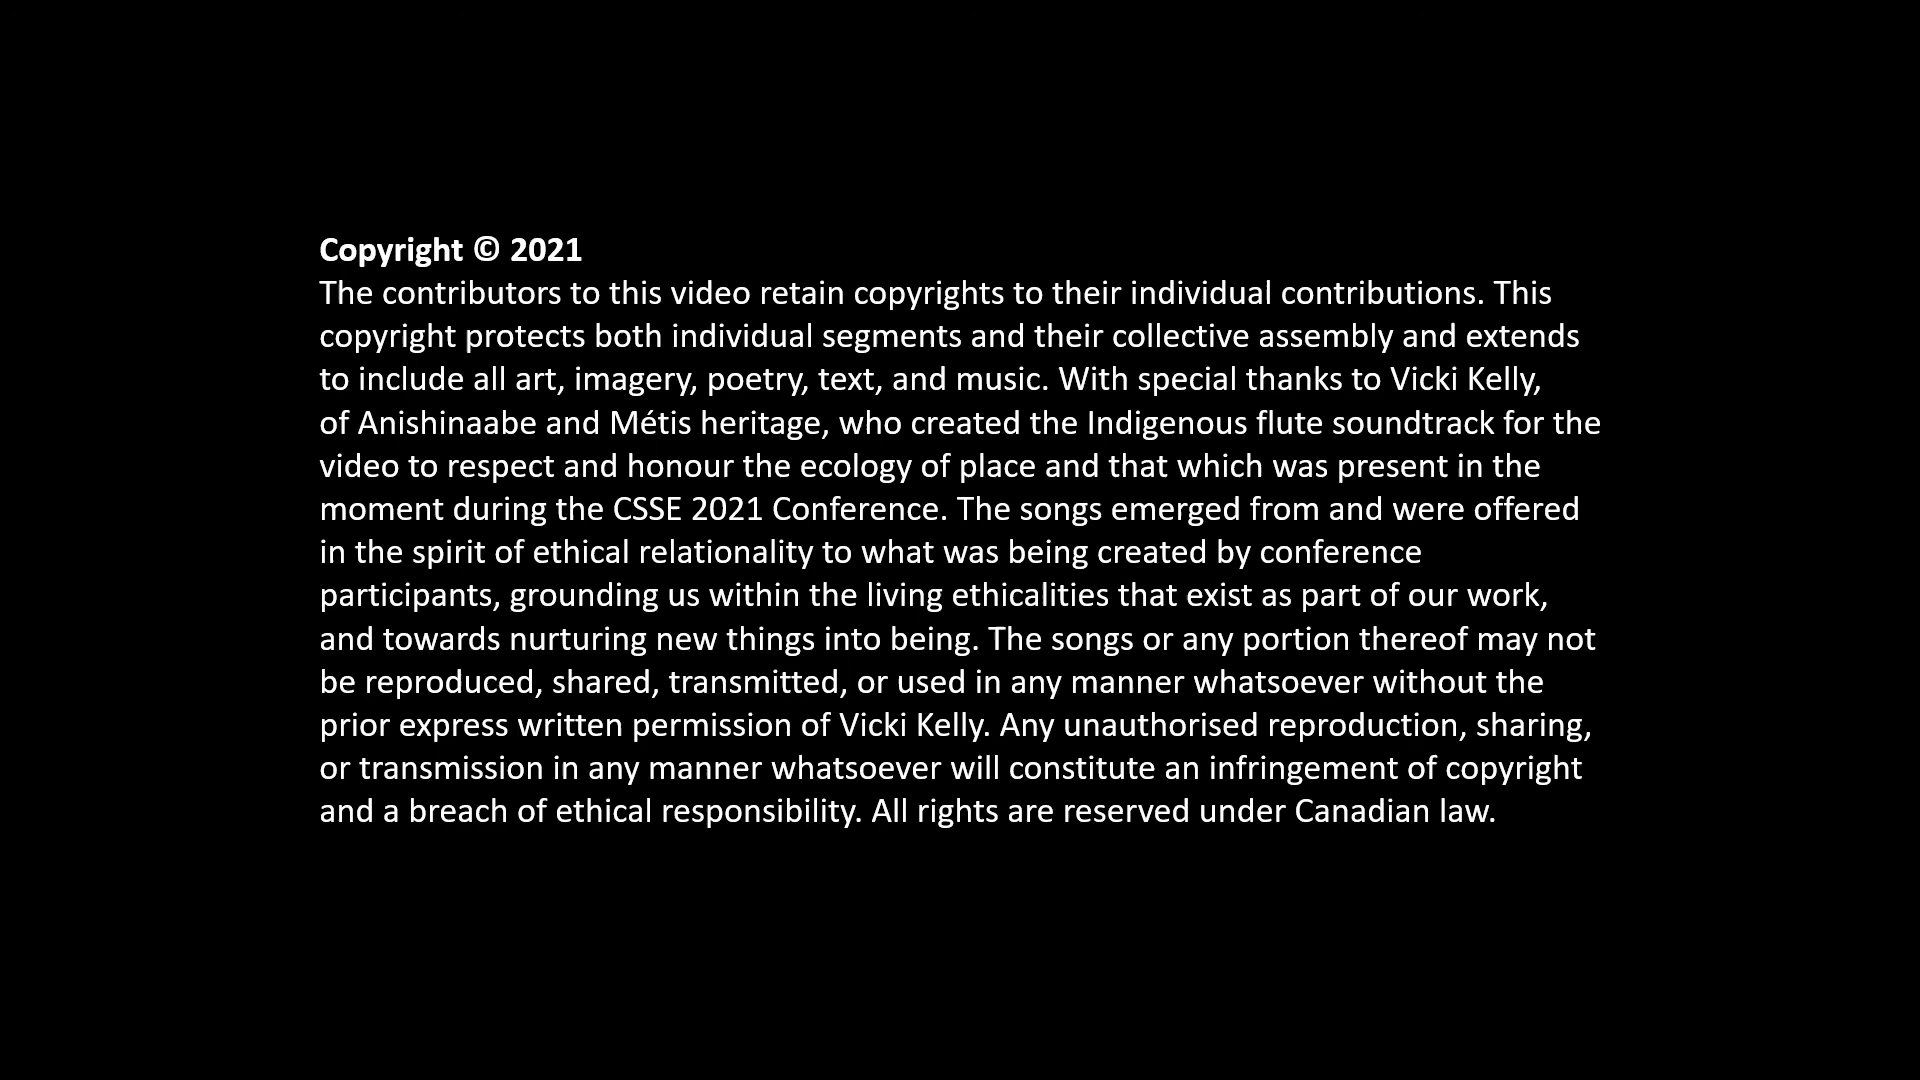 Copyright © 2021
The contributors to this video retain copyrights to their individual contributions. This
copyright protects both individual segments and their collective assembly and extends
to include all art, imagery, poetry, text, and music. With special thanks to Vicki Kelly,
of Anishinaabe and Métis heritage, who created the Indigenous flute soundtrack for the
video to respect and honour the ecology of place and that which was present in the
moment during the CSSE 2021 Conference. The songs emerged from and were offered
in the spirit of ethical relationality to what was being created by conference
participants, grounding us within the living ethicalities that exist as part of our work,
and towards nurturing new things into being. The songs or any portion thereof may not
be reproduced, shared, transmitted, or used in any manner whatsoever without the
prior express written permission of Vicki Kelly. Any unauthorised reproduction, sharing,
or transmission in any manner whatsoever will constitute an infringement of copyright
and a breach of ethical responsibility. All rights are reserved under Canadian law.